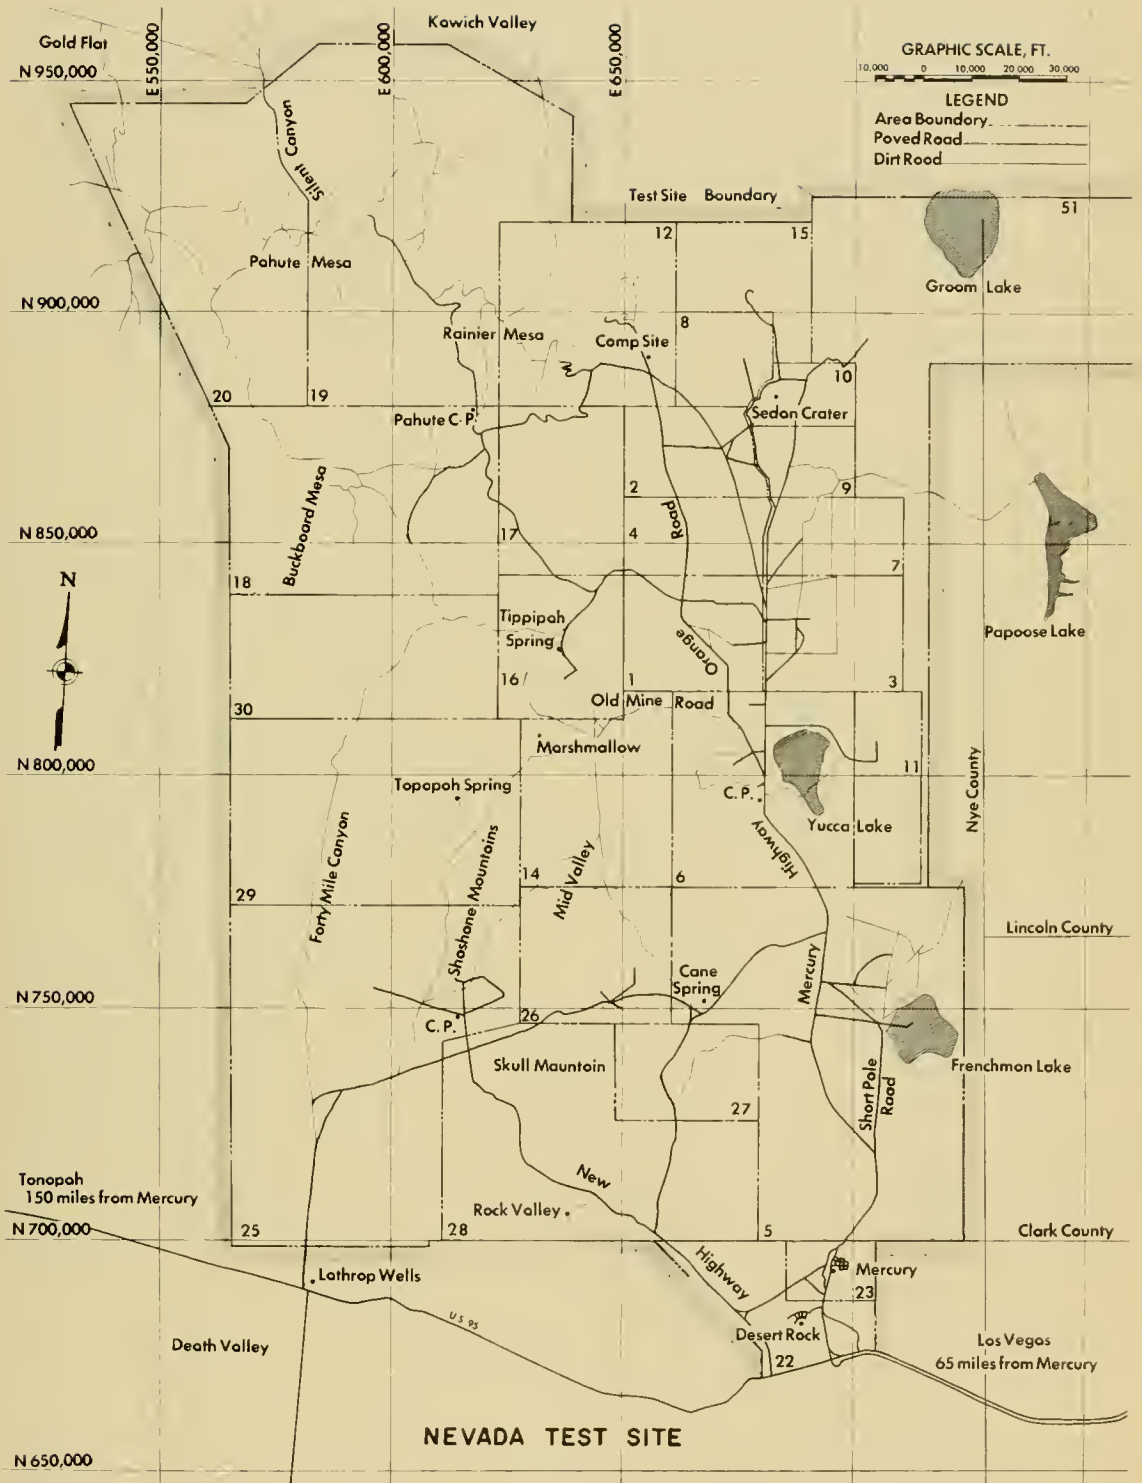 Kawich Valley
Gold Flat
E 550,000
E 600,000
E 650,000
N 950,000
GRAPHIC SCALE, FT.
10,000 0 10,000 20 000 30,000
LEGEND
Area Boundary
Paved Road
Dirt Road
Silent Canyon
Test Site Boundary
51
12
15
Pahute Mesa
Groom Lake
N 900,000
Rainier Mesa
8
Camp Site
10
20
19
Pahute C.P.
Sedan Crater
Buckboard Mesa
2
9
Road
N 850,000
17
4
7
18
N
Tippipah
Spring
Papoose Lake
Orange
16
1
3
Old Mine Road
30
Marshmallow
N 800,000
Topopah Spring
C.P.
11
Nye County
Yucca Lake
Highway
Forty Mile Canyon
Shoshone Mountains
Mid Valley
14
6
29
Lincoln County
Cane
Spring
Mercury
N 750,000
C.P.
26
Skull Mountain
Frenchman Lake
Short Pole
Road
27
Tonopah
150 miles from Mercury
New
Rock Valley
N 700,000
25
28
5
Clark County
Highway
Mercury
Lathrop Wells
23
US 95
Desert Rock
Death Valley
22
Las Vegas
65 miles from Mercury
NEVADA TEST SITE
N 650,000